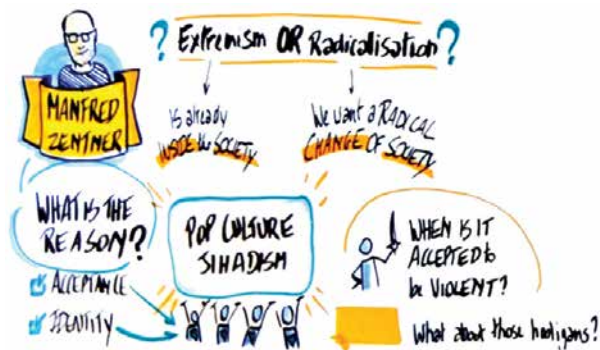 ? Extremism OR Radicalisation?
MANFRED
ZENTNER
Is already
INSIDE the SOCIETY
We want a RADICAL
CHANGE OF SOCIETY
WHAT IS THE
REASON?
ACCEPTANCE
IDENTITY
POP CULTURE
JIHADISM
WHEN IS IT
ACCEPTED to
be VIOLENT?
What about those hooligans?